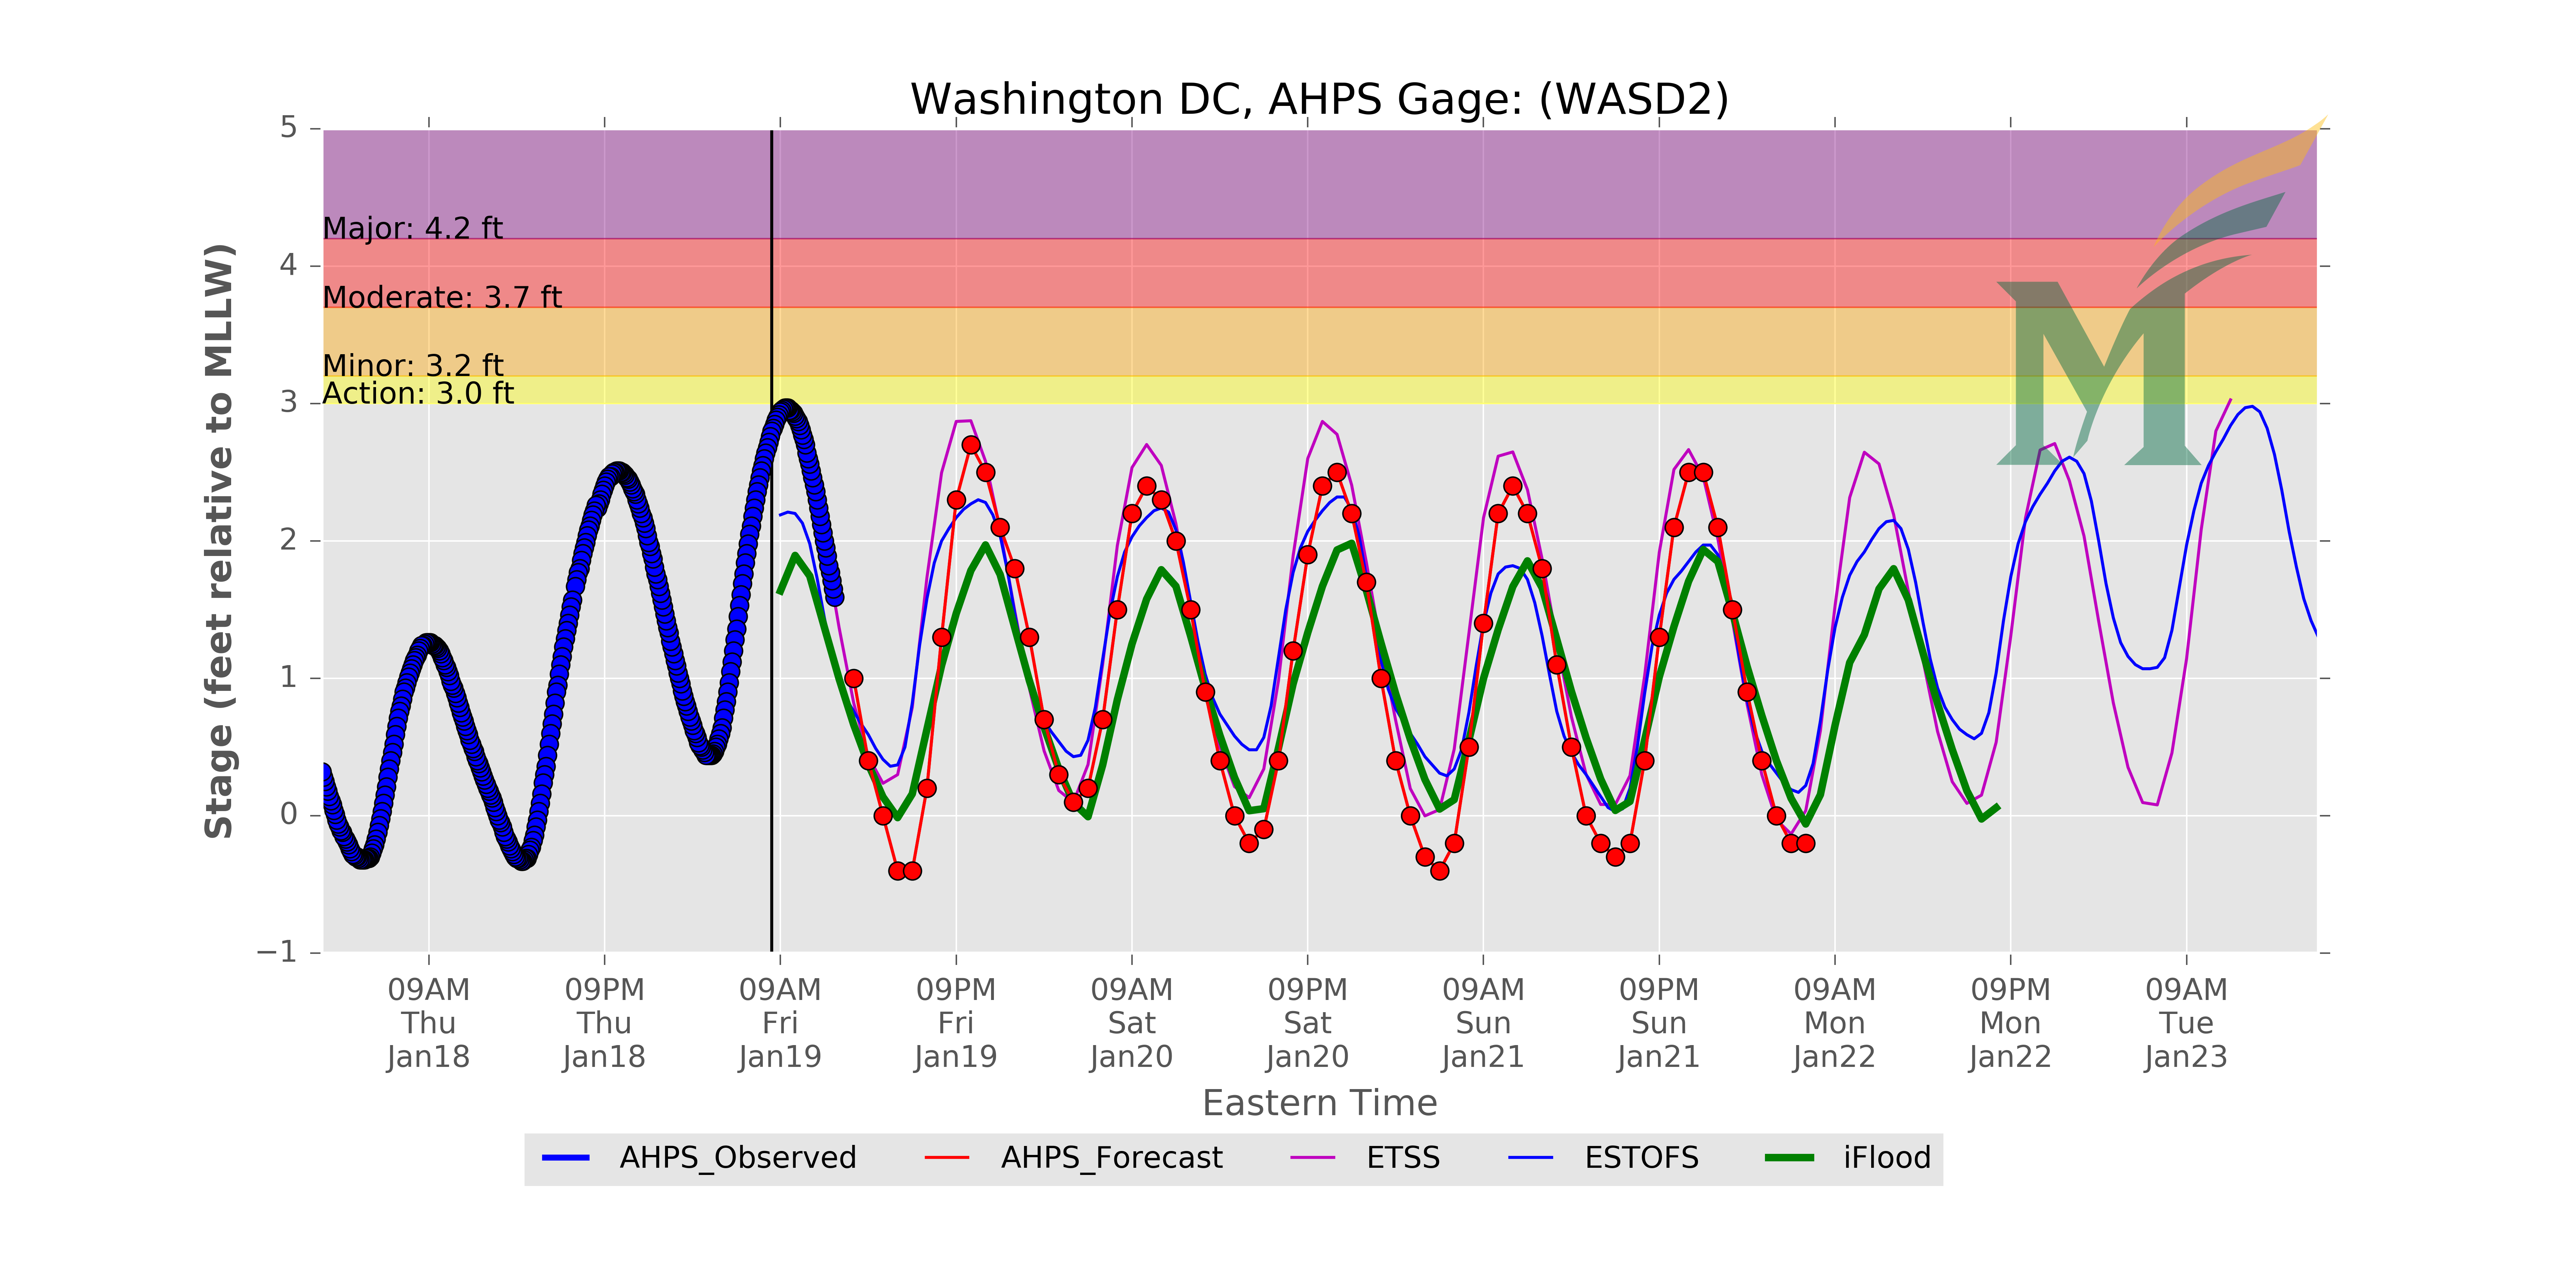 Washington DC, AHPS Gage: (WASD2)
Stage (feet relative to MLLW)
5
4
3
2
1
0
−1
Major: 4.2 ft
Moderate: 3.7 ft
Minor: 3.2 ft
Action: 3.0 ft
09AM 09PM 09AM 09PM 09AM 09PM 09AM 09PM 09AM 09PM 09AM
Thu Thu Fri Fri Sat Sat Sun Sun Mon Mon Tue
Jan18 Jan18 Jan19 Jan19 Jan20 Jan20 Jan21 Jan21 Jan22 Jan22 Jan23
Eastern Time
AHPS_Observed AHPS_Forecast ETSS ESTOFS iFlood